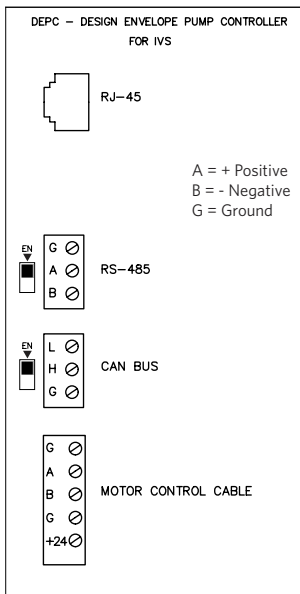 DEPC – DESIGN ENVELOPE PUMP CONTROLLER
FOR IVS
RJ–45
A = + Positive
B = - Negative
G = Ground
EN
G
A
B
RS–485
EN
L
H
G
CAN BUS
G
A
B
G
+24
MOTOR CONTROL CABLE